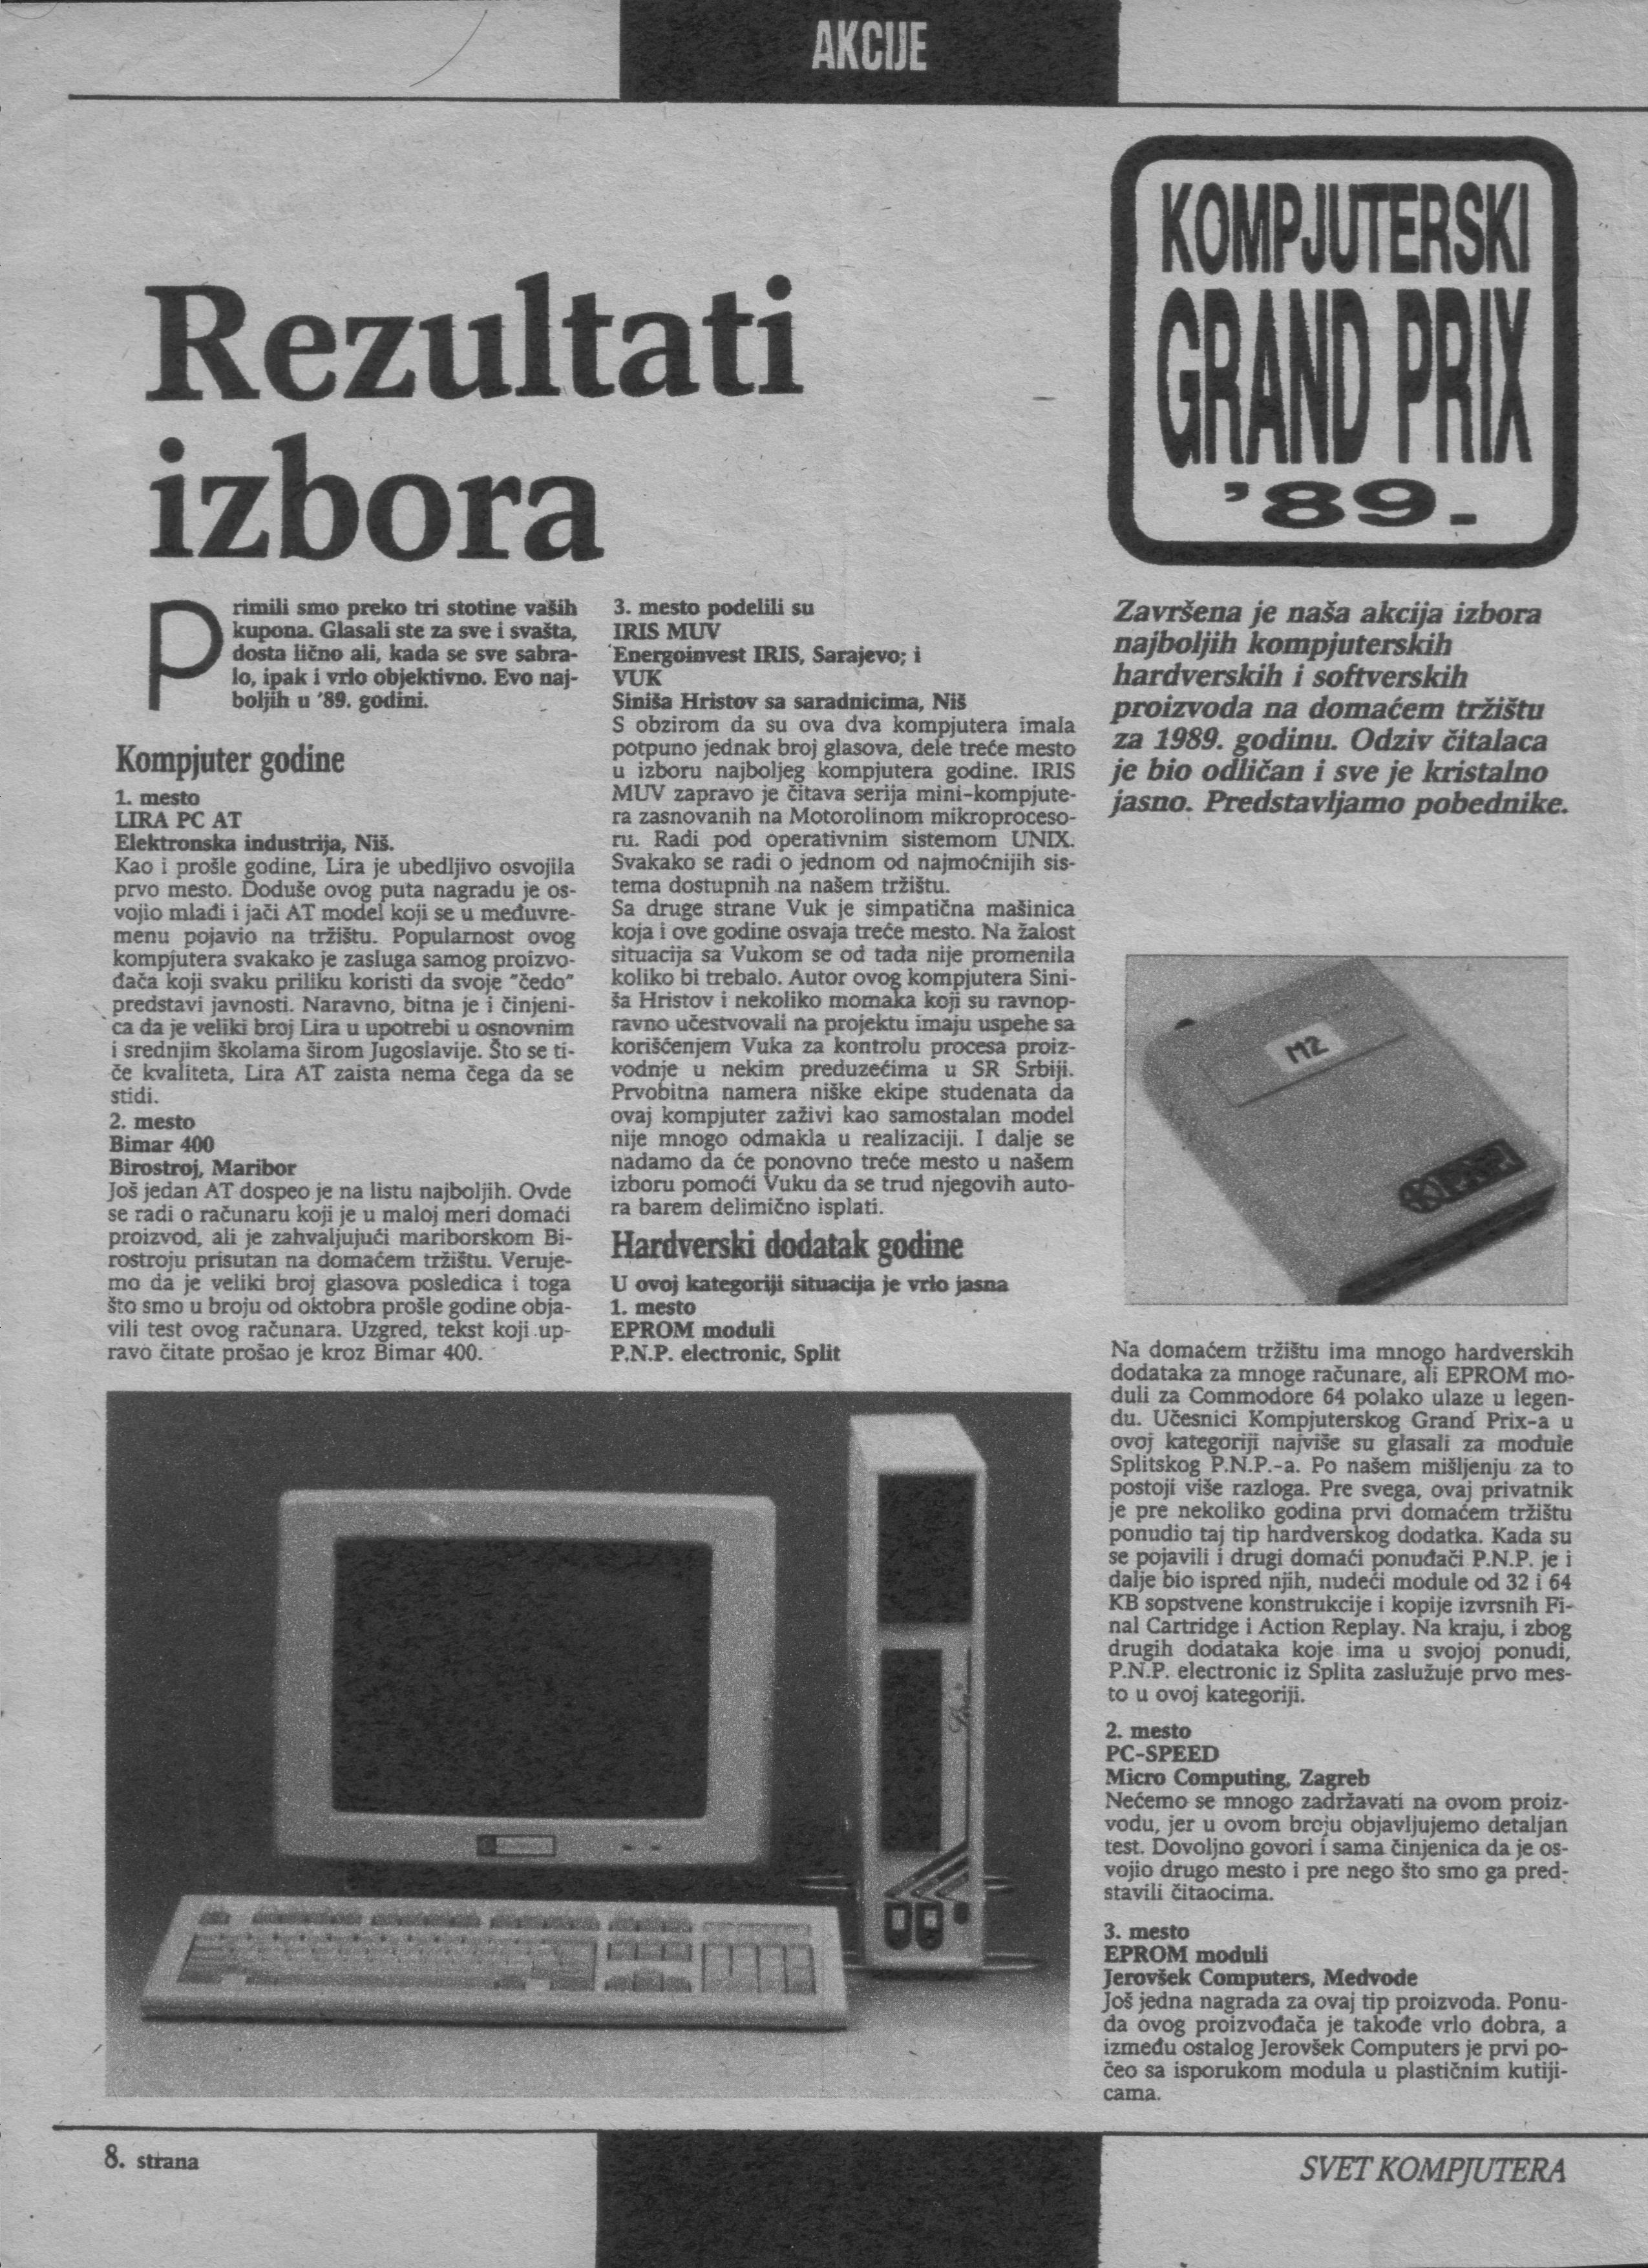 AKCIJE
KOMPJUTERSKI
GRAND PRIX
'89.
Rezultati
izbora
Primili smo preko tri stotine vaših
kupona. Glasali ste za sve i svašta,
dosta lično ali, kada se sve sabra-
lo, ipak i vrlo objektivno. Evo naj-
boljih u '89. godini.
Kompjuter godine
1. mesto
LIRA PC AT
Elektronska industrija, Niš.
Kao i prošle godine, Lira je ubedljivo osvojila
prvo mesto. Doduše ovog puta nagradu je os-
vojio mlađi i jači AT model koji se u međuvre-
menu pojavio na tržištu. Popularnost ovog
kompjutera svakako je zasluga samog proizvo-
đača koji svaku priliku koristi da svoje "čedo"
predstavi javnosti. Naravno, bitna je i činjeni-
ca da je veliki broj Lira u upotrebi u osnovnim
i srednjim školama širom Jugoslavije. Što se ti-
če kvaliteta, Lira AT zaista nema čega da se
stidi.
2. mesto
Bimar 400
Birostroj, Maribor
Još jedan AT dospeo je na listu najboljih. Ovde
se radi o računaru koji je u maloj meri domaći
proizvod, ali je zahvaljujući mariborskom Bi-
rostroju prisutan na domaćem tržištu. Veruje-
mo da je veliki broj glasova posledica i toga
što smo u broju od oktobra prošle godine obja-
vili test ovog računara. Uzgred, tekst koji up-
ravo čitate prošao je kroz Bimar 400.
3. mesto podelili su
IRIS MUV
Energoinvest IRIS, Sarajevo; i
VUK
Siniša Hristov sa saradnicima, Niš
S obzirom da su ova dva kompjutera imala
potpuno jednak broj glasova, dele treće mesto
u izboru najboljeg kompjutera godine. IRIS
MUV zapravo je čitava serija mini-kompjute-
ra zasnovanih na Motorolinom mikroproceso-
ru. Radi pod operativnim sistemom UNIX.
Svakako se radi o jednom od najmoćnijih sis-
tema dostupnih na našem tržištu.
Sa druge strane Vuk je simpatična mašinica
koja i ove godine osvaja treće mesto. Na žalost
situacija sa Vukom se od tada nije promenila
koliko bi trebalo. Autor ovog kompjutera Sini-
ša Hristov i nekoliko momaka koji su ravnop-
ravno učestvovali na projektu imaju uspehe sa
korišćenjem Vuka za kontrolu procesa proiz-
vodnje u nekim preduzećima u SR Srbiji.
Prvobitna namera niške ekipe studenata da
ovaj kompjuter zaživi kao samostalan model
nije mnogo odmakla u realizaciji. I dalje se
nadamo da će ponovno treće mesto u našem
izboru pomoći Vuku da se trud njegovih auto-
ra barem delimično isplati.
Hardverski dodatak godine
U ovoj kategoriji situacija je vrlo jasna
1. mesto
EPROM moduli
P.N.P. electronic, Split
Završena je naša akcija izbora
najboljih kompjuterskih
hardverskih i softverskih
proizvoda na domaćem tržištu
za 1989. godinu. Odziv čitalaca
je bio odličan i sve je kristalno
jasno. Predstavljamo pobednike.
M2
Na domaćem tržištu ima mnogo hardverskih
dodataka za mnoge računare, ali EPROM mo-
duli za Commodore 64 polako ulaze u legen-
du. Učesnici Kompjuterskog Grand Prix-a u
ovoj kategoriji najviše su glasali za module
Splitskog P.N.P.-a. Po našem mišljenju za to
postoji više razloga. Pre svega, ovaj privatnik
je pre nekoliko godina prvi domaćem tržištu
ponudio taj tip hardverskog dodatka. Kada su
se pojavili i drugi domaći ponuđači P.N.P. je i
dalje bio ispred njih, nudeći module od 32 i 64
KB sopstvene konstrukcije i kopije izvrsnih Fi-
nal Cartridge i Action Replay. Na kraju, i zbog
drugih dodataka koje ima u svojoj ponudi,
P.N.P. electronic iz Splita zaslužuje prvo mes-
to u ovoj kategoriji.
2. mesto
PC-SPEED
Micro Computing, Zagreb
Nećemo se mnogo zadržavati na ovom proiz-
vodu, jer u ovom broju objavljujemo detaljan
test. Dovoljno govori i sama činjenica da je os-
vojio drugo mesto i pre nego što smo ga pred-
stavili čitaocima.
3. mesto
EPROM moduli
Jerovšek Computers, Medvode
Još jedna nagrada za ovaj tip proizvoda. Ponu-
da ovog proizvođača je takođe vrlo dobra, a
između ostalog Jerovšek Computers je prvi po-
čeo sa isporukom modula u plastičnim kutiji-
cama.
Lira
8. strana
SVET KOMPJUTERA